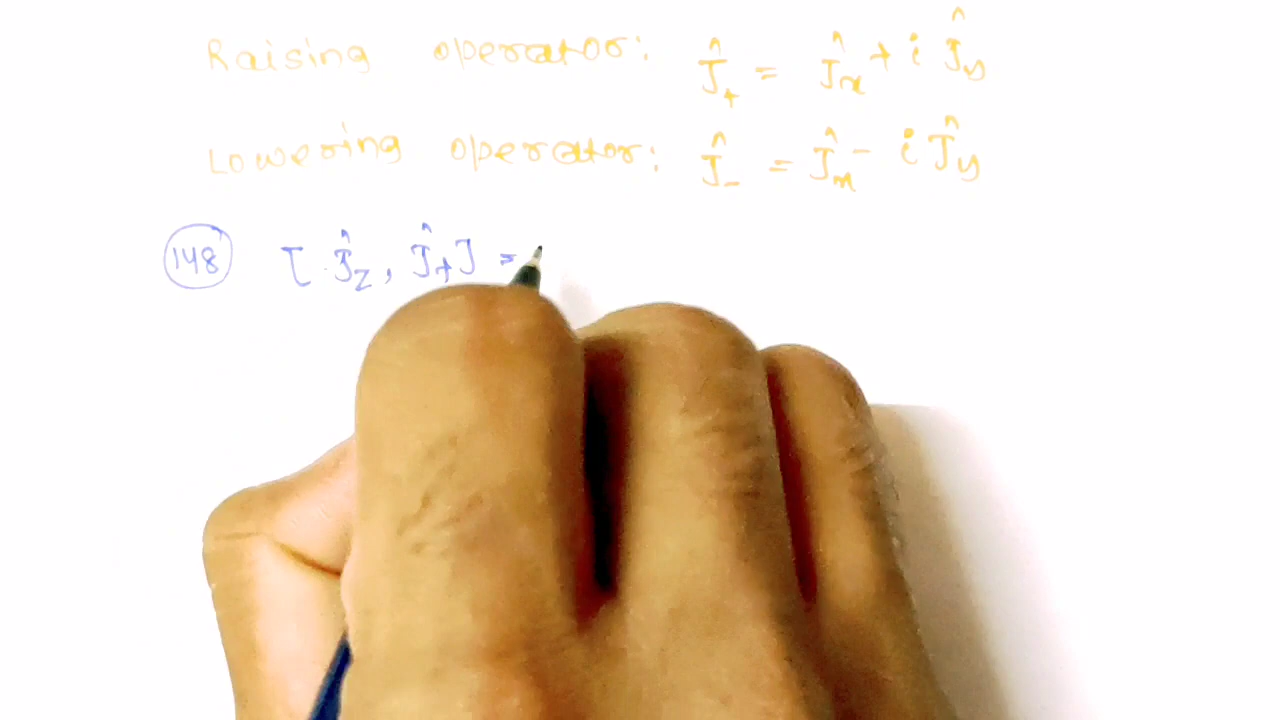 Raising operator: Ĵ₊ = Ĵₓ + i Ĵᵧ
Lowering operator: Ĵ₋ = Ĵₓ - i Ĵᵧ
148 [Ĵz, Ĵ₊] =